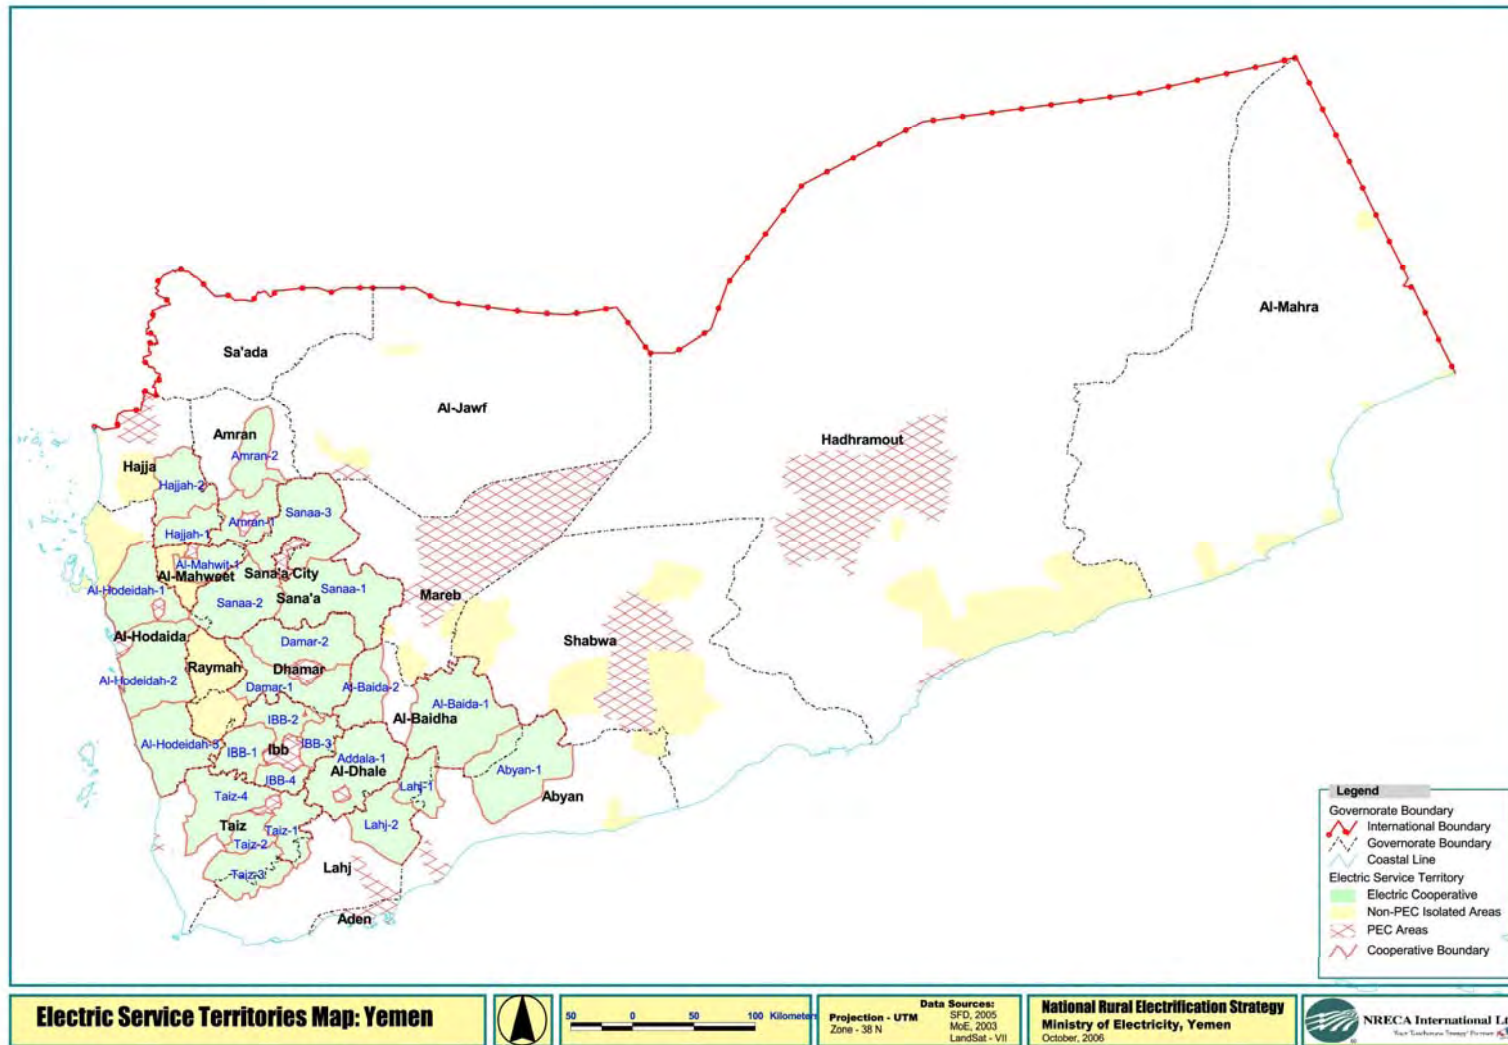 Sa'ada
Al-Jawf
Al-Mahra
Hadhramout
Amran
Amran-2
Hajja
Hajjah-2
Sanaa-3
Amran-1
Hajjah-1
Al-Mahwit-1
Al-Mahweet
Sana'a City
Al-Hodeidah-1
Sanaa-1
Sana'a
Sanaa-2
Mareb
Al-Hodaida
Damar-2
Shabwa
Raymah
Dhamar
Al-Hodeidah-2
Damar-1
Al-Baida-2
Al-Baida-1
Al-Baidha
IBB-2
Al-Hodeidah-3
IBB-1
Ibb
IBB-3
Addala-1
Al-Dhale
Abyan-1
IBB-4
Lahj-1
Abyan
Taiz-4
Taiz
Taiz-1
Lahj-2
Taiz-2
Lahj
Taiz-3
Aden
Legend
Governorate Boundary
International Boundary
Governorate Boundary
Coastal Line
Electric Service Territory
Electric Cooperative
Non-PEC Isolated Areas
PEC Areas
Cooperative Boundary
Electric Service Territories Map: Yemen
50 0 50 100 Kilometers
Projection - UTM
Zone - 38 N
Data Sources:
SFD, 2005
MoE, 2003
LandSat - VII
National Rural Electrification Strategy
Ministry of Electricity, Yemen
October, 2006
NRECA International Lt